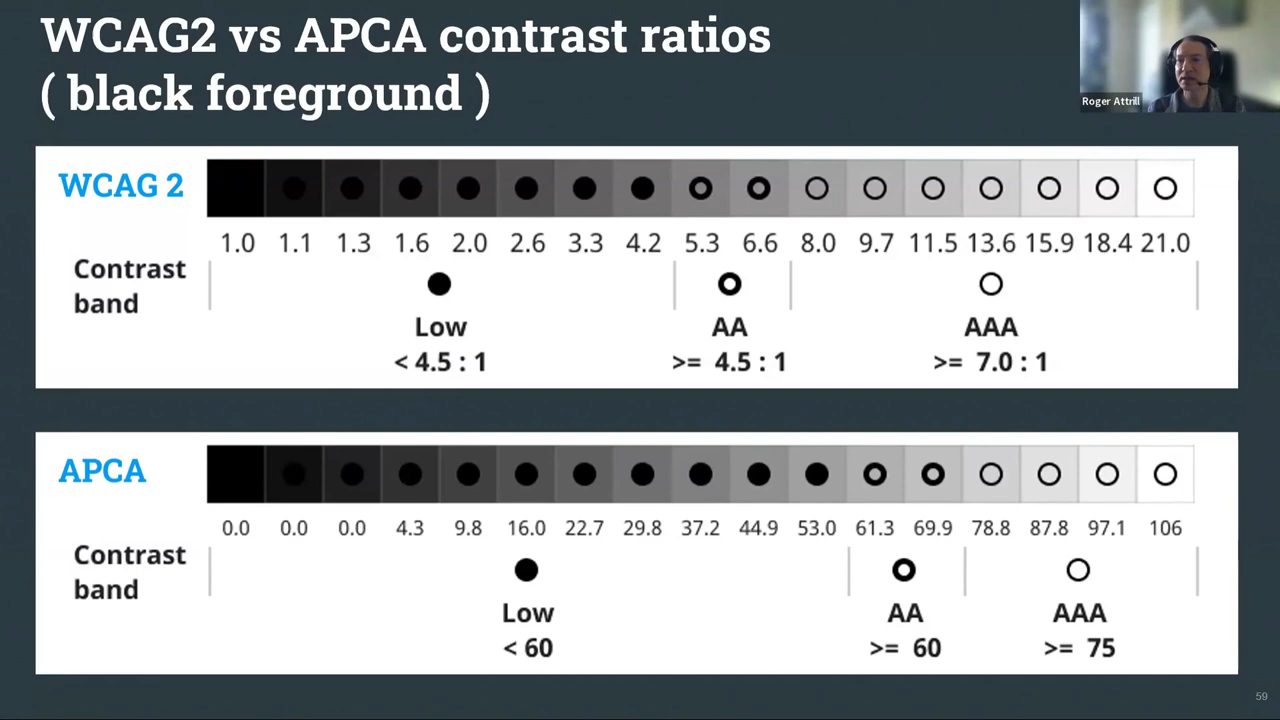 WCAG2 vs APCA contrast ratios
( black foreground )
Roger Attrill
WCAG 2
1.0 1.1 1.3 1.6 2.0 2.6 3.3 4.2 5.3 6.6 8.0 9.7 11.5 13.6 15.9 18.4 21.0
Contrast
band
Low AA AAA
< 4.5 : 1 >= 4.5 : 1 >= 7.0 : 1
APCA
0.0 0.0 0.0 4.3 9.8 16.0 22.7 29.8 37.2 44.9 53.0 61.3 69.9 78.8 87.8 97.1 106
Contrast
band
Low AA AAA
< 60 >= 60 >= 75
59